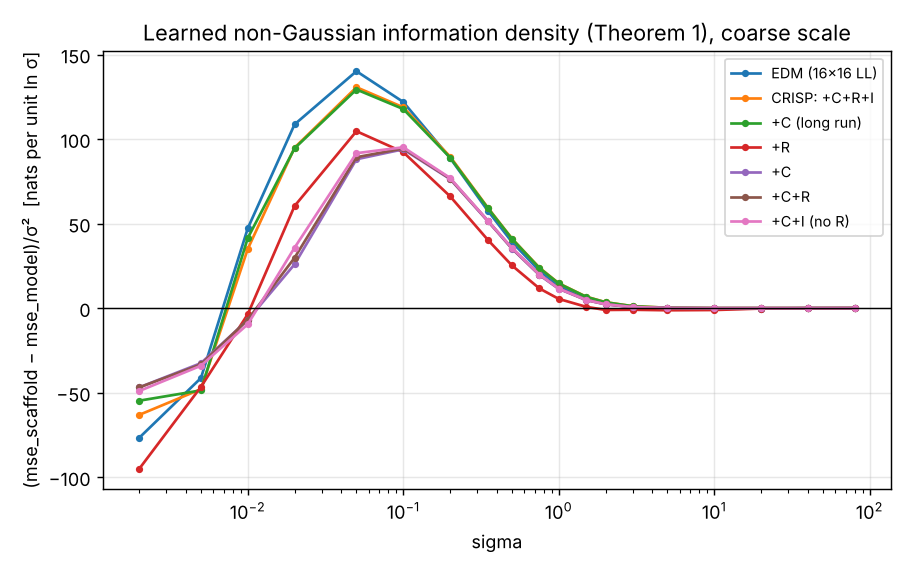 Learned non-Gaussian information density (Theorem 1), coarse scale
(mse_scaffold − mse_model)/σ² [nats per unit ln σ]
150
100
50
0
−50
−100
10⁻² 10⁻¹ 10⁰ 10¹ 10²
sigma
EDM (16×16 LL)
CRISP: +C+R+I
+C (long run)
+R
+C
+C+R
+C+I (no R)